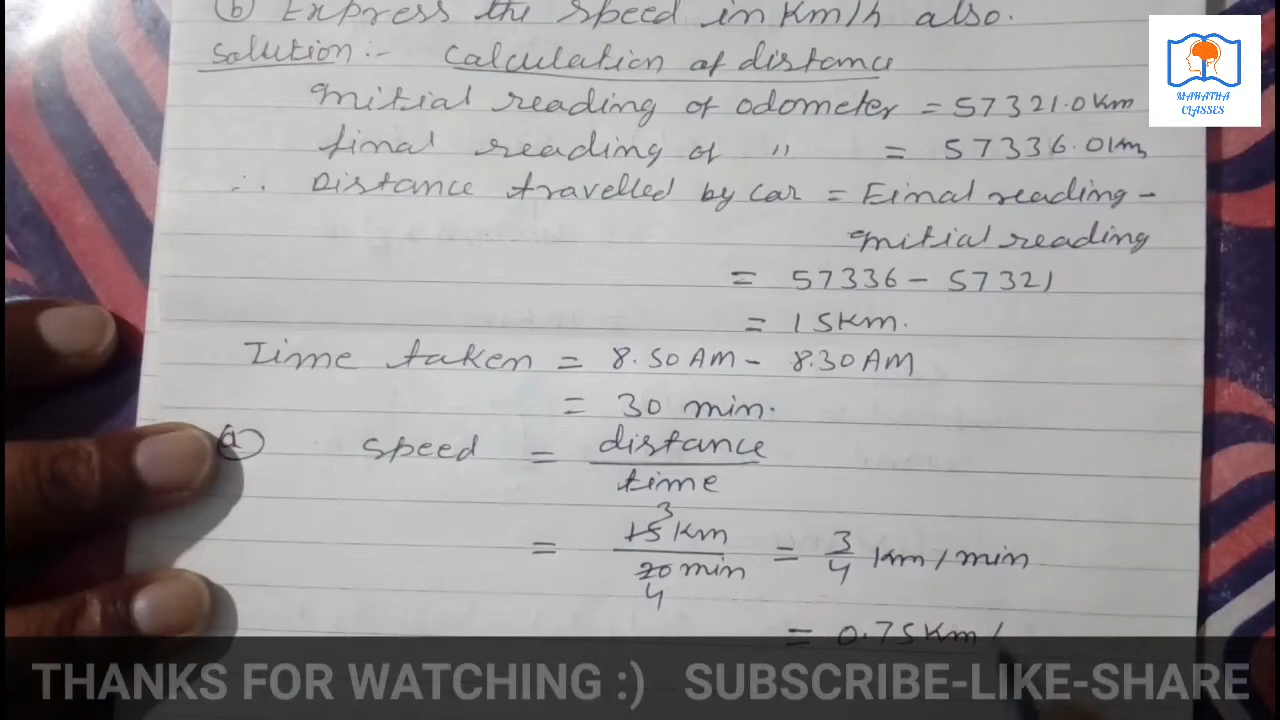 (b) Express the speed in Km/h also.
Solution :- Calculation of distance
Initial reading of odometer = 57321.0 Km
final reading of " = 57336.0 Km
∴ Distance travelled by car = Final reading -
Initial reading
= 57336 - 57321
= 15 Km.
Time taken = 8.50 AM - 8.30 AM
= 30 min.
(a) speed = distance
time
3
= 15 Km = 3 Km/min
20 min 4
4
= 0.75 Km/
THANKS FOR WATCHING :) SUBSCRIBE-LIKE-SHARE
MAHATHA
CLASSES